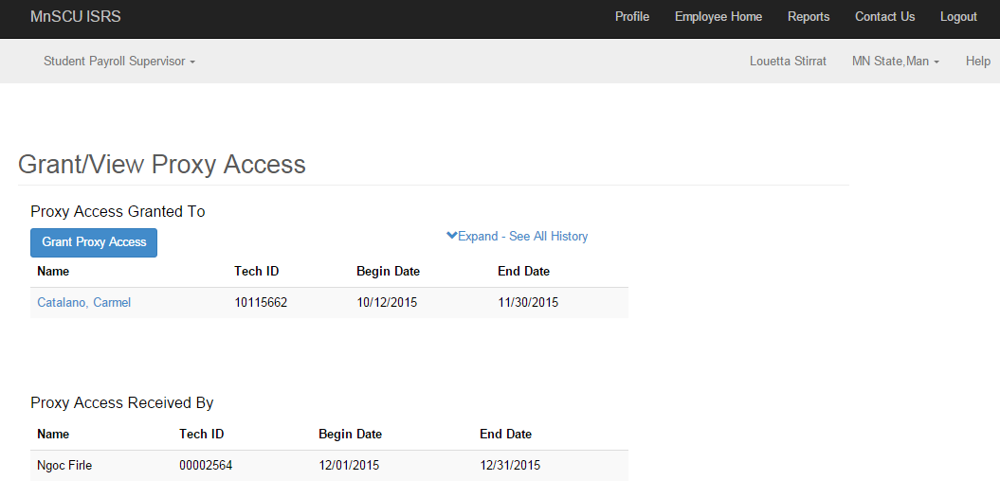 MnSCU ISRS Profile Employee Home Reports Contact Us Logout
Student Payroll Supervisor Louetta Stirrat MN State,Man Help
Grant/View Proxy Access
Proxy Access Granted To
Grant Proxy Access Expand - See All History
Name Tech ID Begin Date End Date
Catalano, Carmel 10115662 10/12/2015 11/30/2015
Proxy Access Received By
Name Tech ID Begin Date End Date
Ngoc Firle 00002564 12/01/2015 12/31/2015